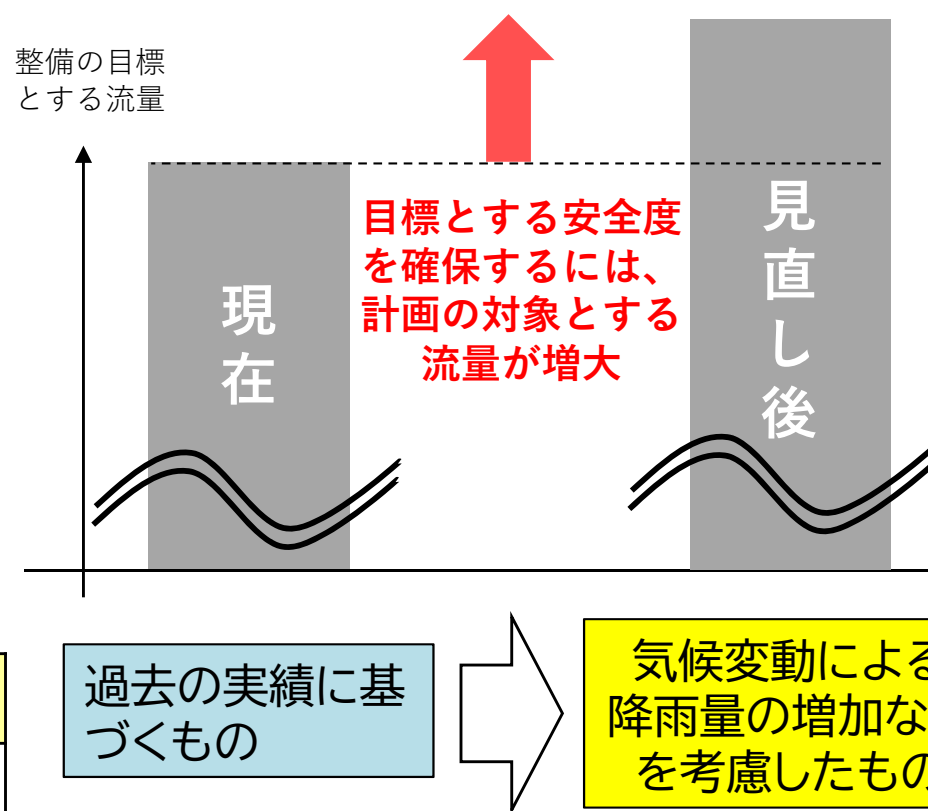 整備の目標
とする流量
目標とする安全度
を確保するには、
計画の対象とする
流量が増大
現在
見直し後
過去の実績に基
づくもの
気候変動による
降雨量の増加な
を考慮したもの